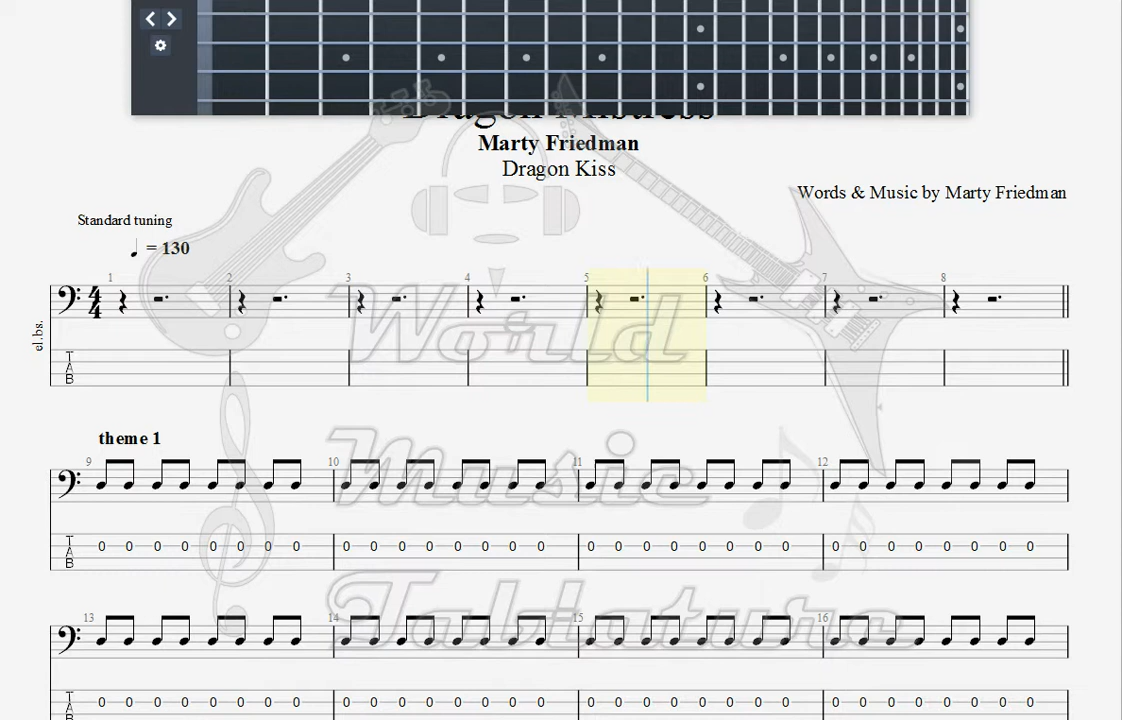 Dragon Mistress
Marty Friedman
Dragon Kiss
Words & Music by Marty Friedman
Standard tuning
= 130
1 2 3 4 5 6 7 8
4
4
el.bs.
T
A
B
theme 1
9 10 11 12
T
A
B
0 0 0 0 0 0 0 0 0 0 0 0 0 0 0 0 0 0 0 0 0 0 0 0 0 0 0 0 0 0 0 0
13 14 15 16
T
A
0 0 0 0 0 0 0 0 0 0 0 0 0 0 0 0 0 0 0 0 0 0 0 0 0 0 0 0 0 0 0 0
World
Music
Tablature